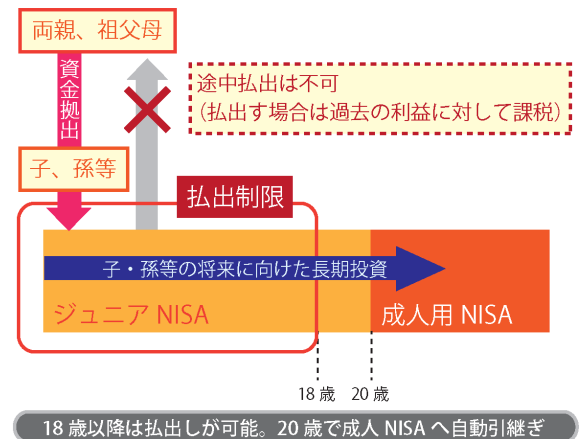 両親、祖父母
資金拠出
途中払出は不可
（払出す場合は過去の利益に対して課税）
子、孫等
払出制限
子・孫等の将来に向けた長期投資
ジュニア NISA
成人用 NISA
18 歳
20 歳
18 歳以降は払出しが可能。20 歳で成人 NISA へ自動引継ぎ